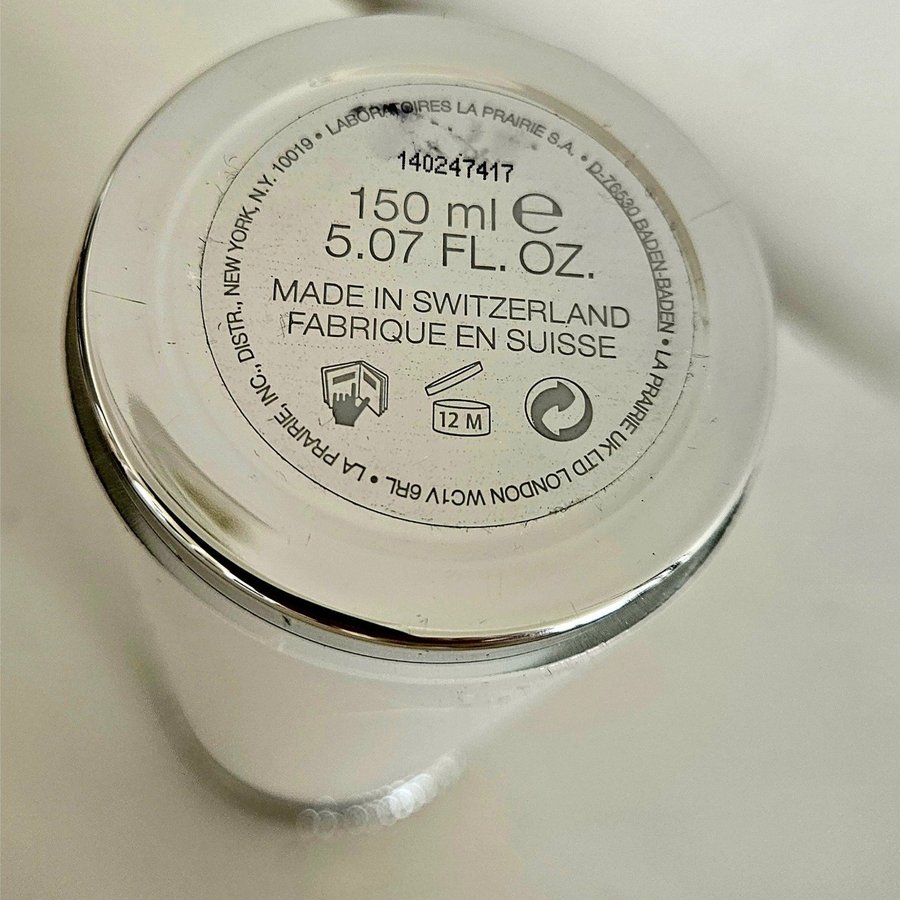 LABORATOIRES LA PRAIRIE S.A. • D-76530 BADEN-BADEN • LA PRAIRIE UK LTD LONDON WC1V 6RL • LA PRAIRIE, INC., DISTR., NEW YORK, N.Y. 10019 •
140247417
150 ml e
5.07 FL. OZ.
MADE IN SWITZERLAND
FABRIQUE EN SUISSE
12 M